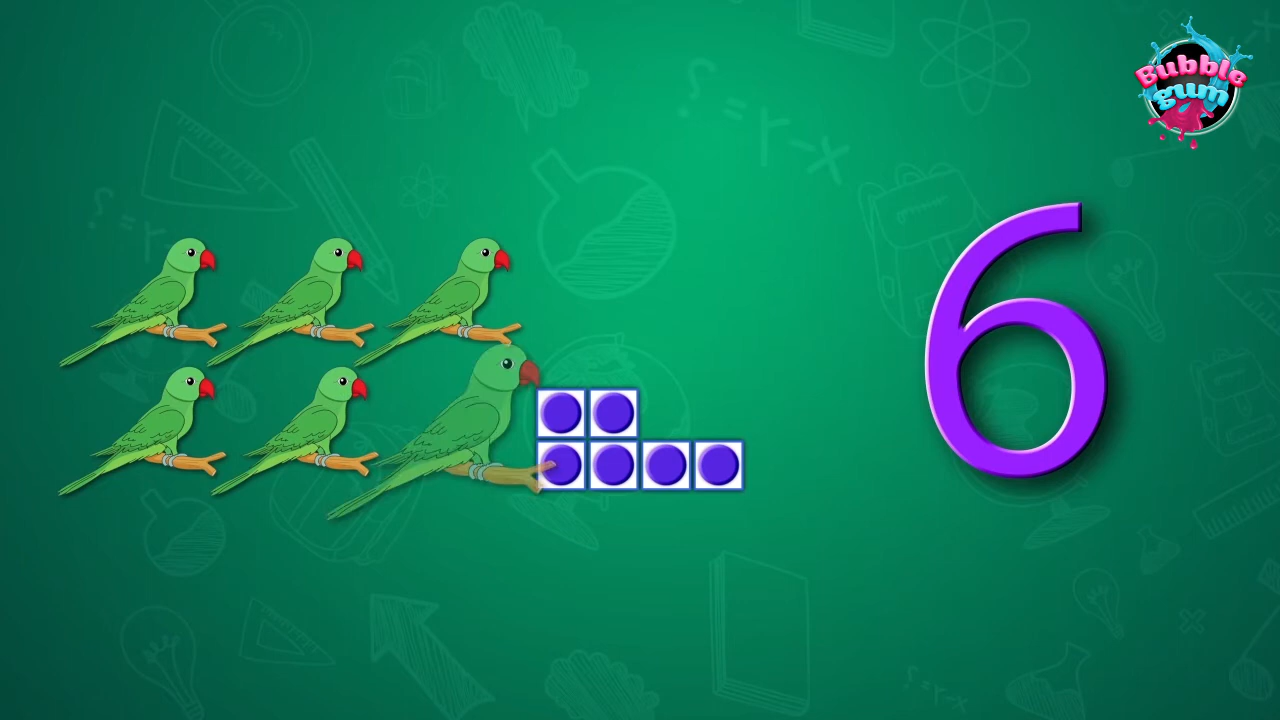 Bubble
gum
? = Y - X
6
? = Y
? = Y - X